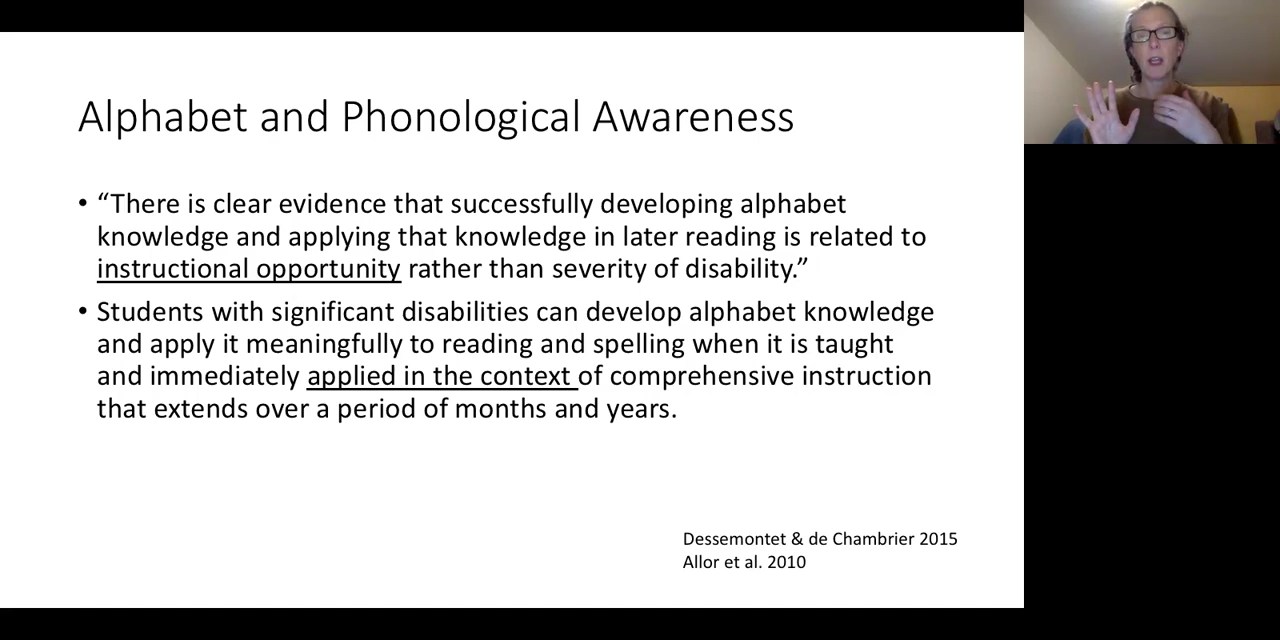 Alphabet and Phonological Awareness
• “There is clear evidence that successfully developing alphabet
knowledge and applying that knowledge in later reading is related to
instructional opportunity rather than severity of disability.”
• Students with significant disabilities can develop alphabet knowledge
and apply it meaningfully to reading and spelling when it is taught
and immediately applied in the context of comprehensive instruction
that extends over a period of months and years.
Dessemontet & de Chambrier 2015
Allor et al. 2010